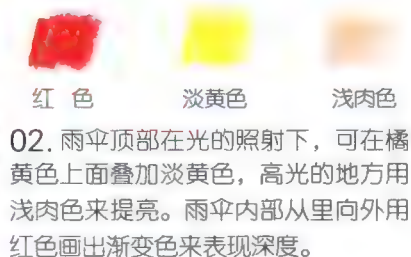 红 色 淡黄色 浅肉色
02. 雨伞顶部在光的照射下，可在橘
黄色上面叠加淡黄色，高光的地方用
浅肉色来提亮。雨伞内部从里向外用
红色画出渐变色来表现深度。